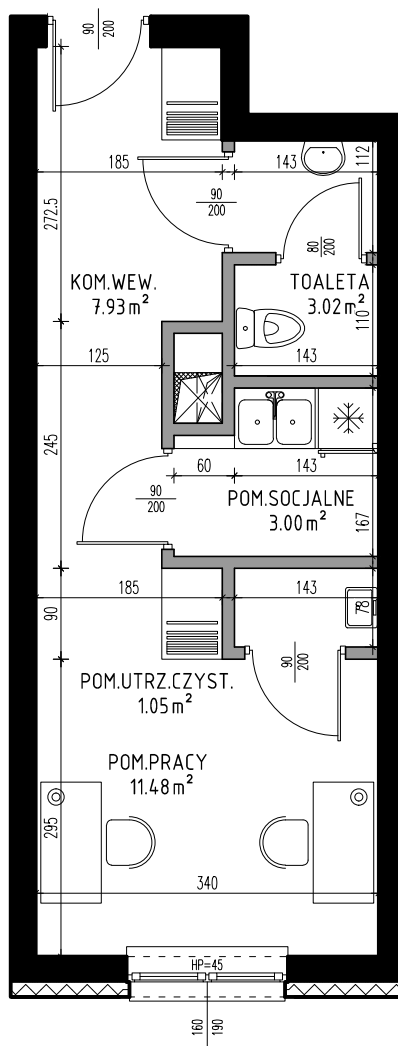 90
200
185
143
112
90
200
272.5
80
200
KOM.WEW.
7.93 m²
TOALETA
3.02 m²
110
125
143
245
60
143
90
200
POM.SOCJALNE
3.00 m²
167
185
143
90
78
90
200
POM.UTRZ.CZYST.
1.05 m²
POM.PRACY
11.48 m²
295
340
HP=45
160
190